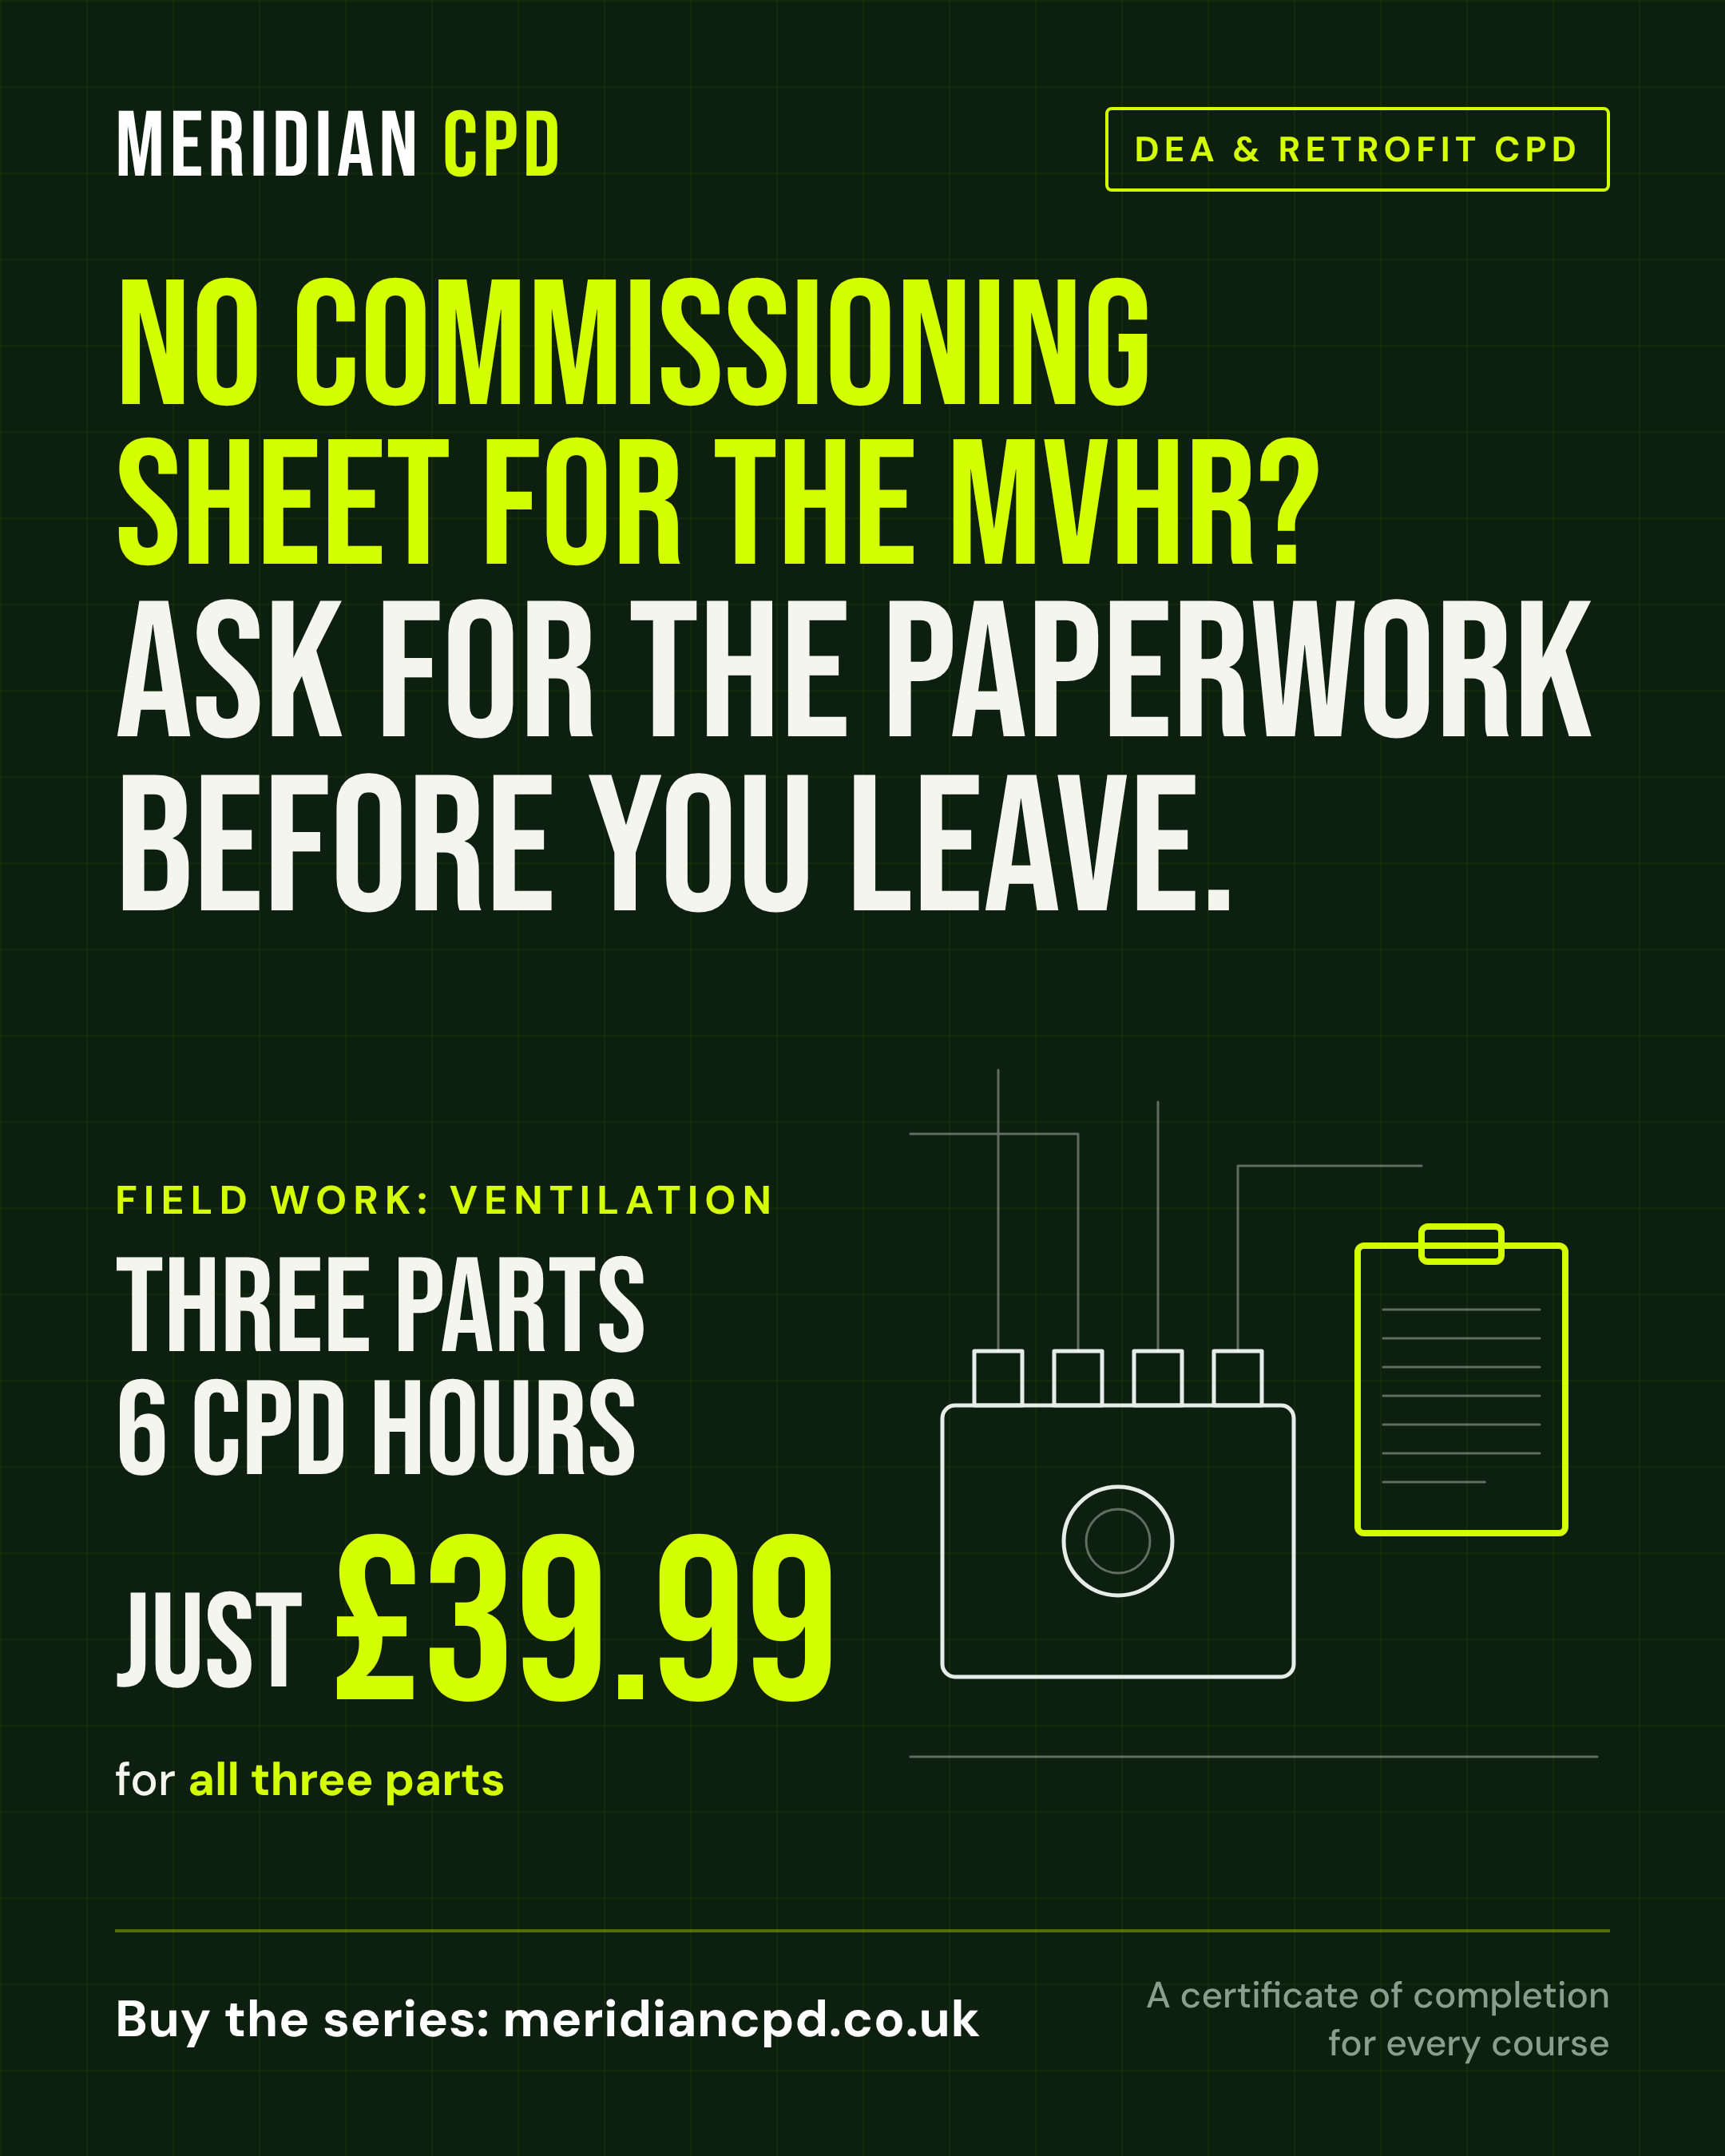 MERIDIAN CPD
DEA & RETROFIT CPD
NO COMMISSIONING
SHEET FOR THE MVHR?
ASK FOR THE PAPERWORK
BEFORE YOU LEAVE.
FIELD WORK: VENTILATION
THREE PARTS
6 CPD HOURS
JUST £39.99
for all three parts
Buy the series: meridiancpd.co.uk
A certificate of completion
for every course